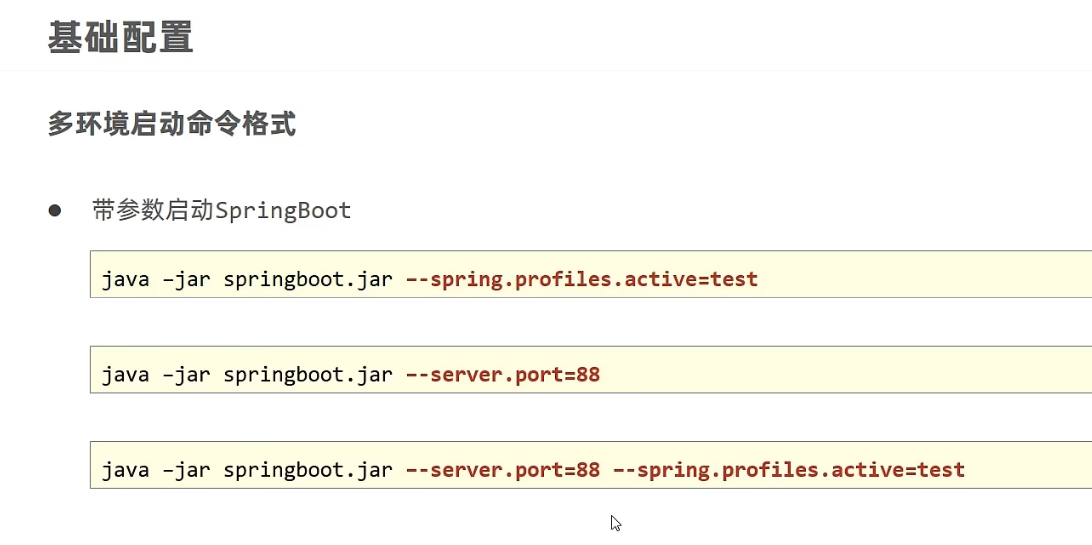 基础配置
多环境启动命令格式
● 带参数启动SpringBoot
java –jar springboot.jar ––spring.profiles.active=test
java –jar springboot.jar ––server.port=88
java –jar springboot.jar ––server.port=88 ––spring.profiles.active=test